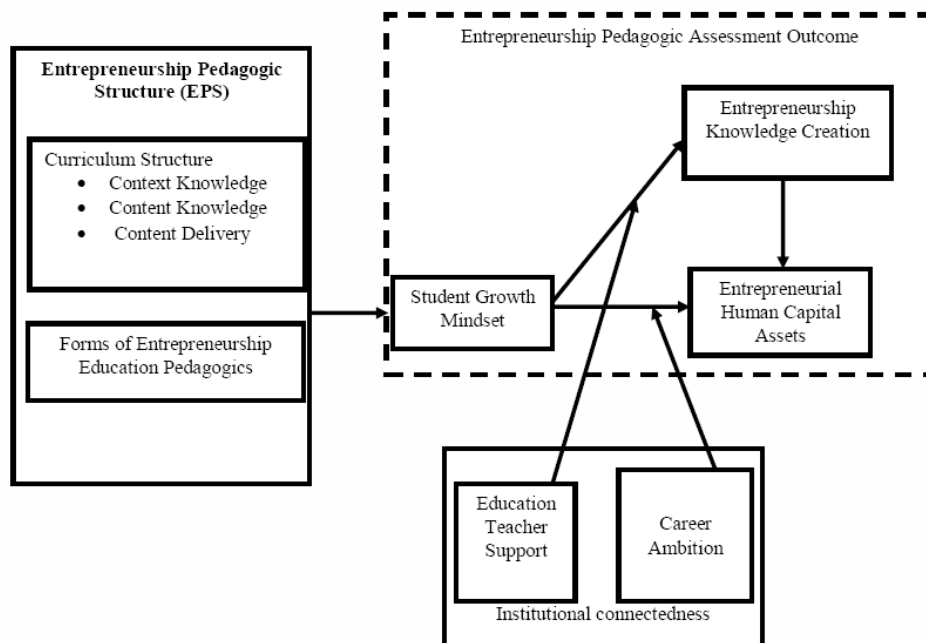 Entrepreneurship Pedagogic
Structure (EPS)
Curriculum Structure
• Context Knowledge
• Content Knowledge
• Content Delivery
Forms of Entrepreneurship
Education Pedagogics
Entrepreneurship Pedagogic Assessment Outcome
Entrepreneurship
Knowledge Creation
Student Growth
Mindset
Entrepreneurial
Human Capital
Assets
Education
Teacher
Support
Career
Ambition
Institutional connectedness